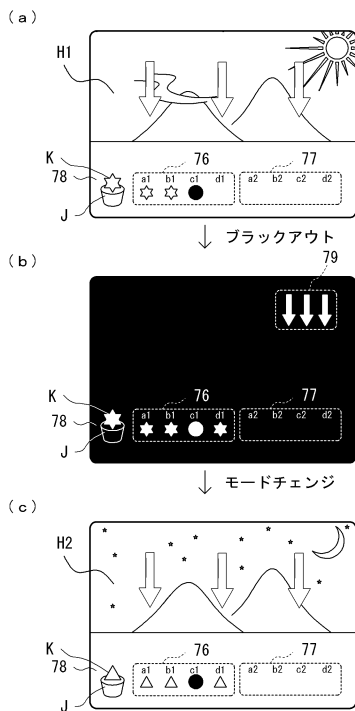 (a)
H1
K
78
J
76
77
a1 b1 c1 d1
a2 b2 c2 d2
ブラックアウト
(b)
79
K
78
J
76
77
a1 b1 c1 d1
a2 b2 c2 d2
モードチェンジ
(c)
H2
K
78
J
76
77
a1 b1 c1 d1
a2 b2 c2 d2